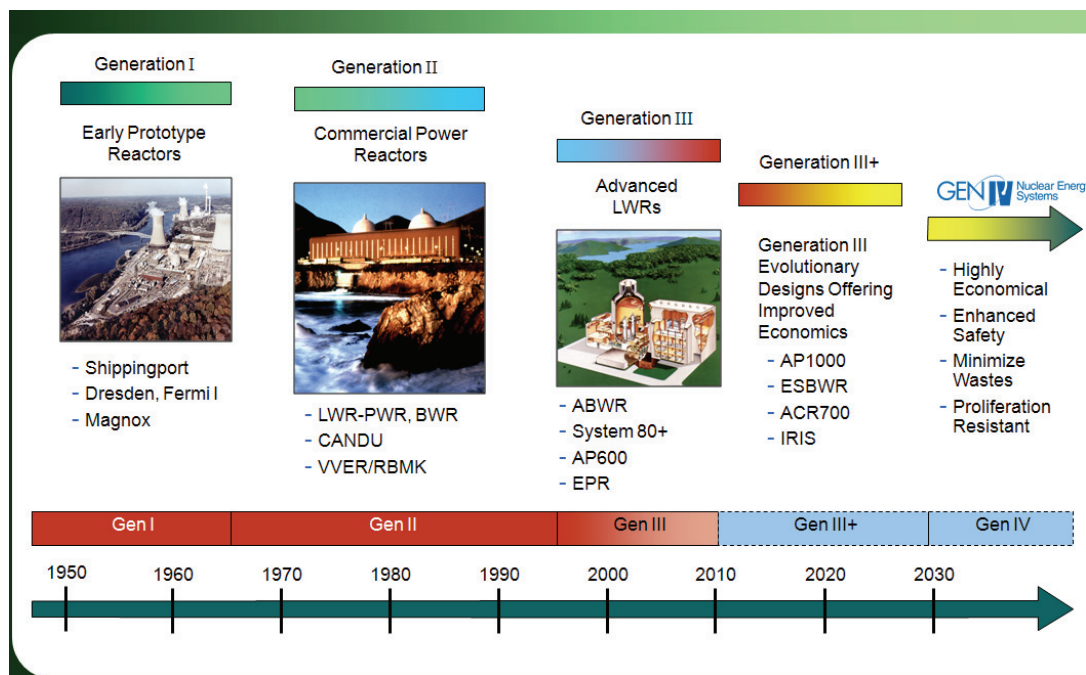 Generation I
Early Prototype
Reactors
- Shippingport
- Dresden, Fermi I
- Magnox
Generation II
Commercial Power
Reactors
- LWR-PWR, BWR
- CANDU
- VVER/RBMK
Generation III
Advanced
LWRs
- ABWR
- System 80+
- AP600
- EPR
Generation III+
Generation III
Evolutionary
Designs Offering
Improved
Economics
- AP1000
- ESBWR
- ACR700
- IRIS
GEN IV Nuclear Energy
Systems
- Highly
Economical
- Enhanced
Safety
- Minimize
Wastes
- Proliferation
Resistant
Gen I Gen II Gen III Gen III+ Gen IV
1950 1960 1970 1980 1990 2000 2010 2020 2030